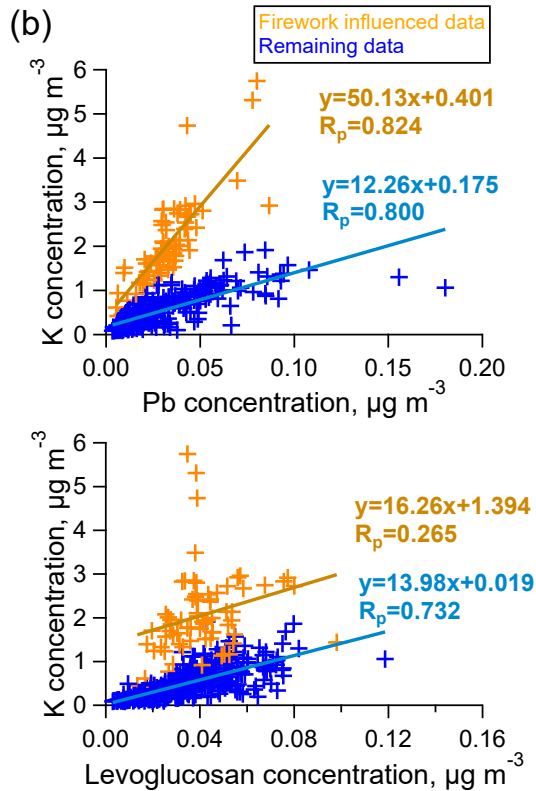 (b)
Firework influenced data
Remaining data
K concentration, µg m⁻³
6
5
4
3
2
1
0
y=50.13x+0.401
Rₚ=0.824
y=12.26x+0.175
Rₚ=0.800
0.00 0.05 0.10 0.15 0.20
Pb concentration, µg m⁻³
K concentration, µg m⁻³
6
5
4
3
2
1
0
y=16.26x+1.394
Rₚ=0.265
y=13.98x+0.019
Rₚ=0.732
0.00 0.04 0.08 0.12 0.16
Levoglucosan concentration, µg m⁻³